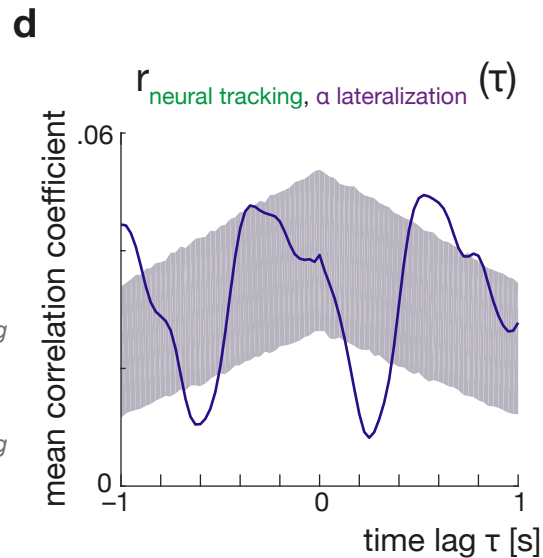 d
r neural tracking, α lateralization (τ)
.06
mean correlation coefficient
g
g
0
−1
0
1
time lag τ [s]